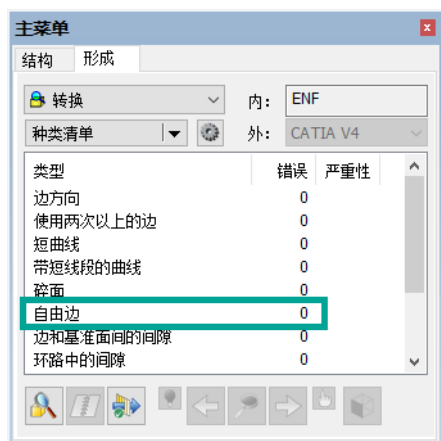 主菜单
结构 形成
转换 内: ENF
种类清单 外: CATIA V4
类型 错误 严重性
边方向 0
使用两次以上的边 0
短曲线 0
带短线段的曲线 0
碎面 0
自由边 0
边和基准面间的间隙 0
环路中的间隙 0